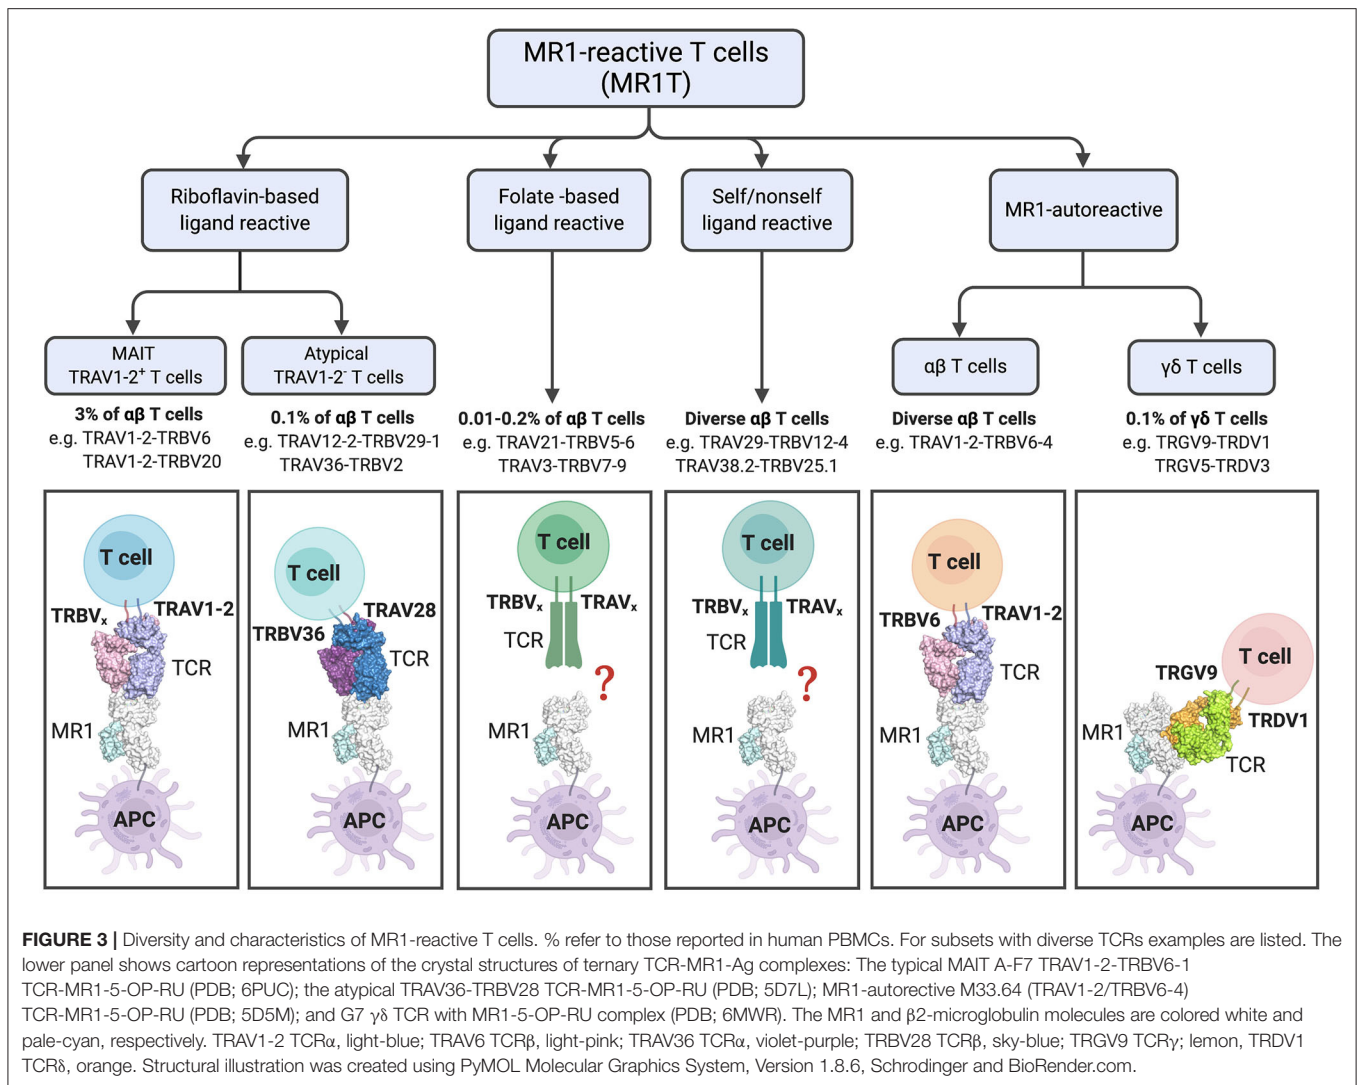 MR1-reactive T cells
(MR1T)
Riboflavin-based
ligand reactive
Folate -based
ligand reactive
Self/nonself
ligand reactive
MR1-autoreactive
MAIT
TRAV1-2⁺ T cells
Atypical
TRAV1-2⁻ T cells
αβ T cells
γδ T cells
3% of αβ T cells
e.g. TRAV1-2-TRBV6
TRAV1-2-TRBV20
0.1% of αβ T cells
e.g. TRAV12-2-TRBV29-1
TRAV36-TRBV2
0.01-0.2% of αβ T cells
e.g. TRAV21-TRBV5-6
TRAV3-TRBV7-9
Diverse αβ T cells
e.g. TRAV29-TRBV12-4
TRAV38.2-TRBV25.1
Diverse αβ T cells
e.g. TRAV1-2-TRBV6-4
0.1% of γδ T cells
e.g. TRGV9-TRDV1
TRGV5-TRDV3
T cell
TRBVₓ
TRAV1-2
TCR
MR1
APC
T cell
TRAV28
TRBV36
TCR
MR1
APC
T cell
TRBVₓ
TRAVₓ
TCR
?
MR1
APC
T cell
TRBVₓ
TRAVₓ
TCR
?
MR1
APC
T cell
TRBV6
TRAV1-2
TCR
MR1
APC
T cell
TRGV9
TRDV1
MR1
TCR
APC
FIGURE 3 | Diversity and characteristics of MR1-reactive T cells. % refer to those reported in human PBMCs. For subsets with diverse TCRs examples are listed. The
lower panel shows cartoon representations of the crystal structures of ternary TCR-MR1-Ag complexes: The typical MAIT A-F7 TRAV1-2-TRBV6-1
TCR-MR1-5-OP-RU (PDB; 6PUC); the atypical TRAV36-TRBV28 TCR-MR1-5-OP-RU (PDB; 5D7L); MR1-autorective M33.64 (TRAV1-2/TRBV6-4)
TCR-MR1-5-OP-RU (PDB; 5D5M); and G7 γδ TCR with MR1-5-OP-RU complex (PDB; 6MWR). The MR1 and β2-microglobulin molecules are colored white and
pale-cyan, respectively. TRAV1-2 TCRα, light-blue; TRAV6 TCRβ, light-pink; TRAV36 TCRα, violet-purple; TRBV28 TCRβ, sky-blue; TRGV9 TCRγ; lemon, TRDV1
TCRδ, orange. Structural illustration was created using PyMOL Molecular Graphics System, Version 1.8.6, Schrodinger and BioRender.com.